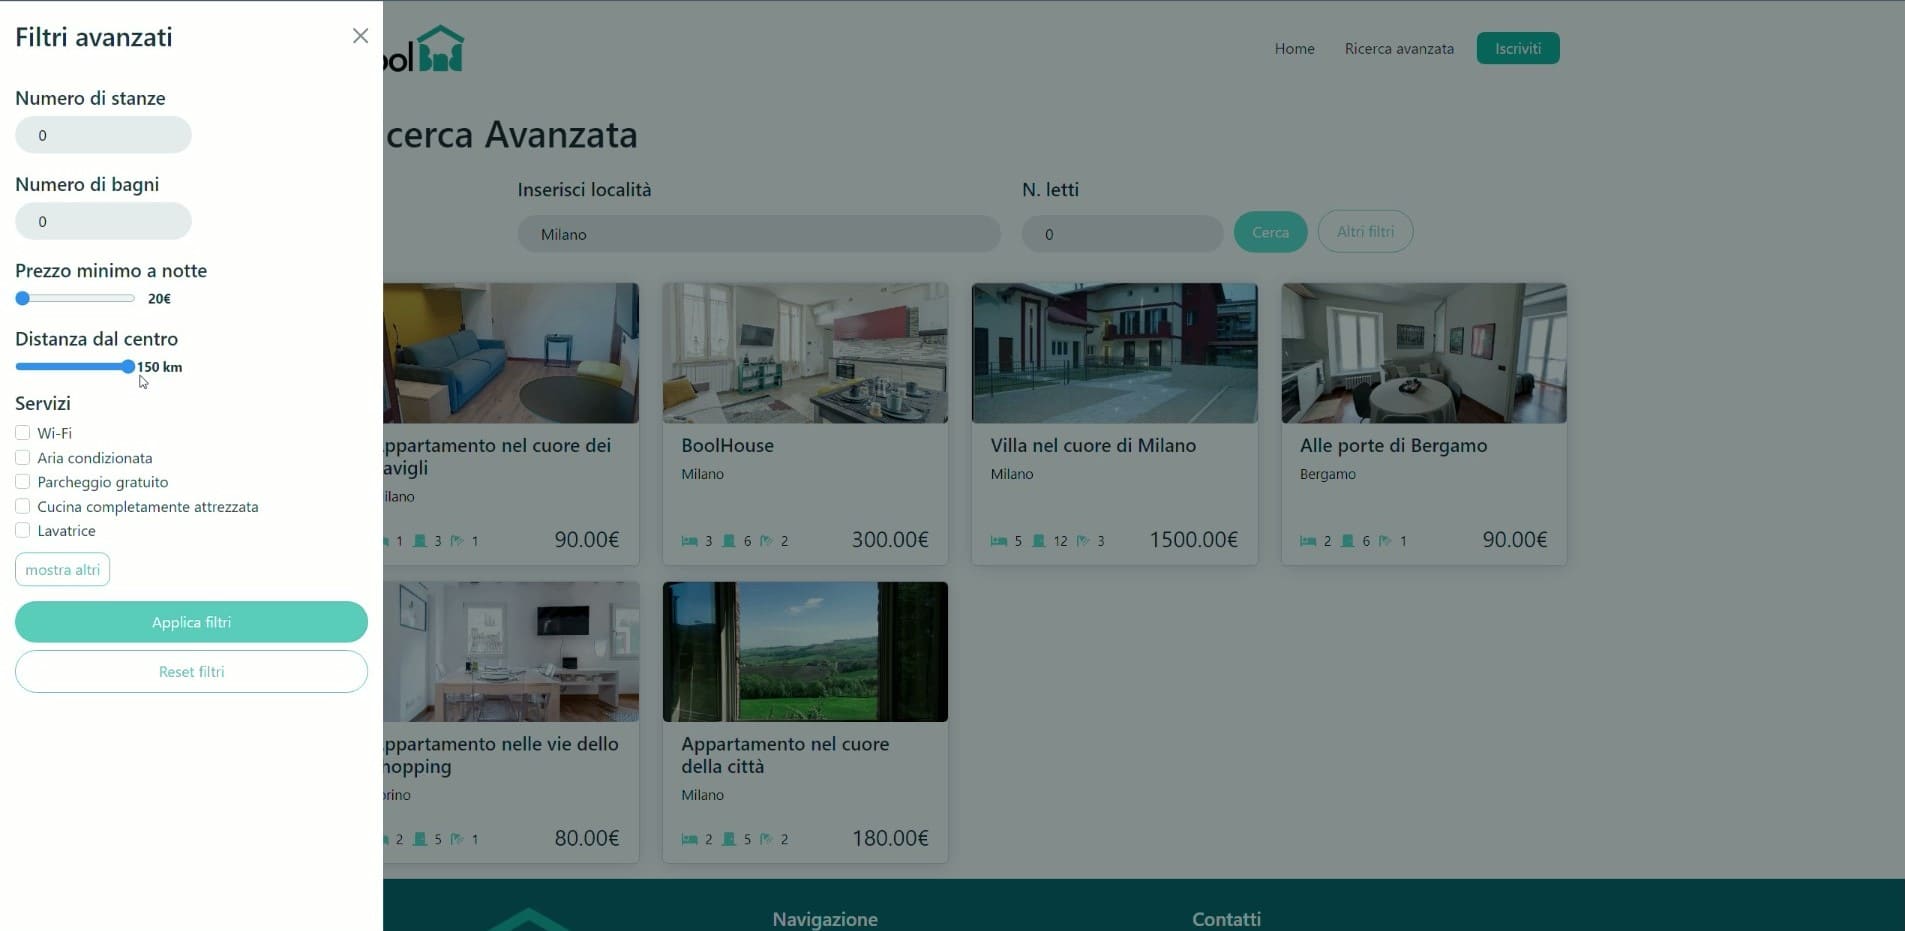 Filtri avanzati
Numero di stanze
0
Numero di bagni
0
Prezzo minimo a notte
20€
Distanza dal centro
150 km
Servizi
Wi-Fi
Aria condizionata
Parcheggio gratuito
Cucina completamente attrezzata
Lavatrice
mostra altri
Applica filtri
Reset filtri
ool BnB
Home
Ricerca avanzata
Iscriviti
cerca Avanzata
Inserisci località
N. letti
Milano
0
Cerca
Altri filtri
ppartamento nel cuore dei
avigli
ilano
1 3 1
90.00€
BoolHouse
Milano
3 6 2
300.00€
Villa nel cuore di Milano
Milano
5 12 3
1500.00€
Alle porte di Bergamo
Bergamo
2 6 1
90.00€
ppartamento nelle vie dello
hopping
orino
2 5 1
80.00€
Appartamento nel cuore
della città
Milano
2 5 2
180.00€
Navigazione
Contatti